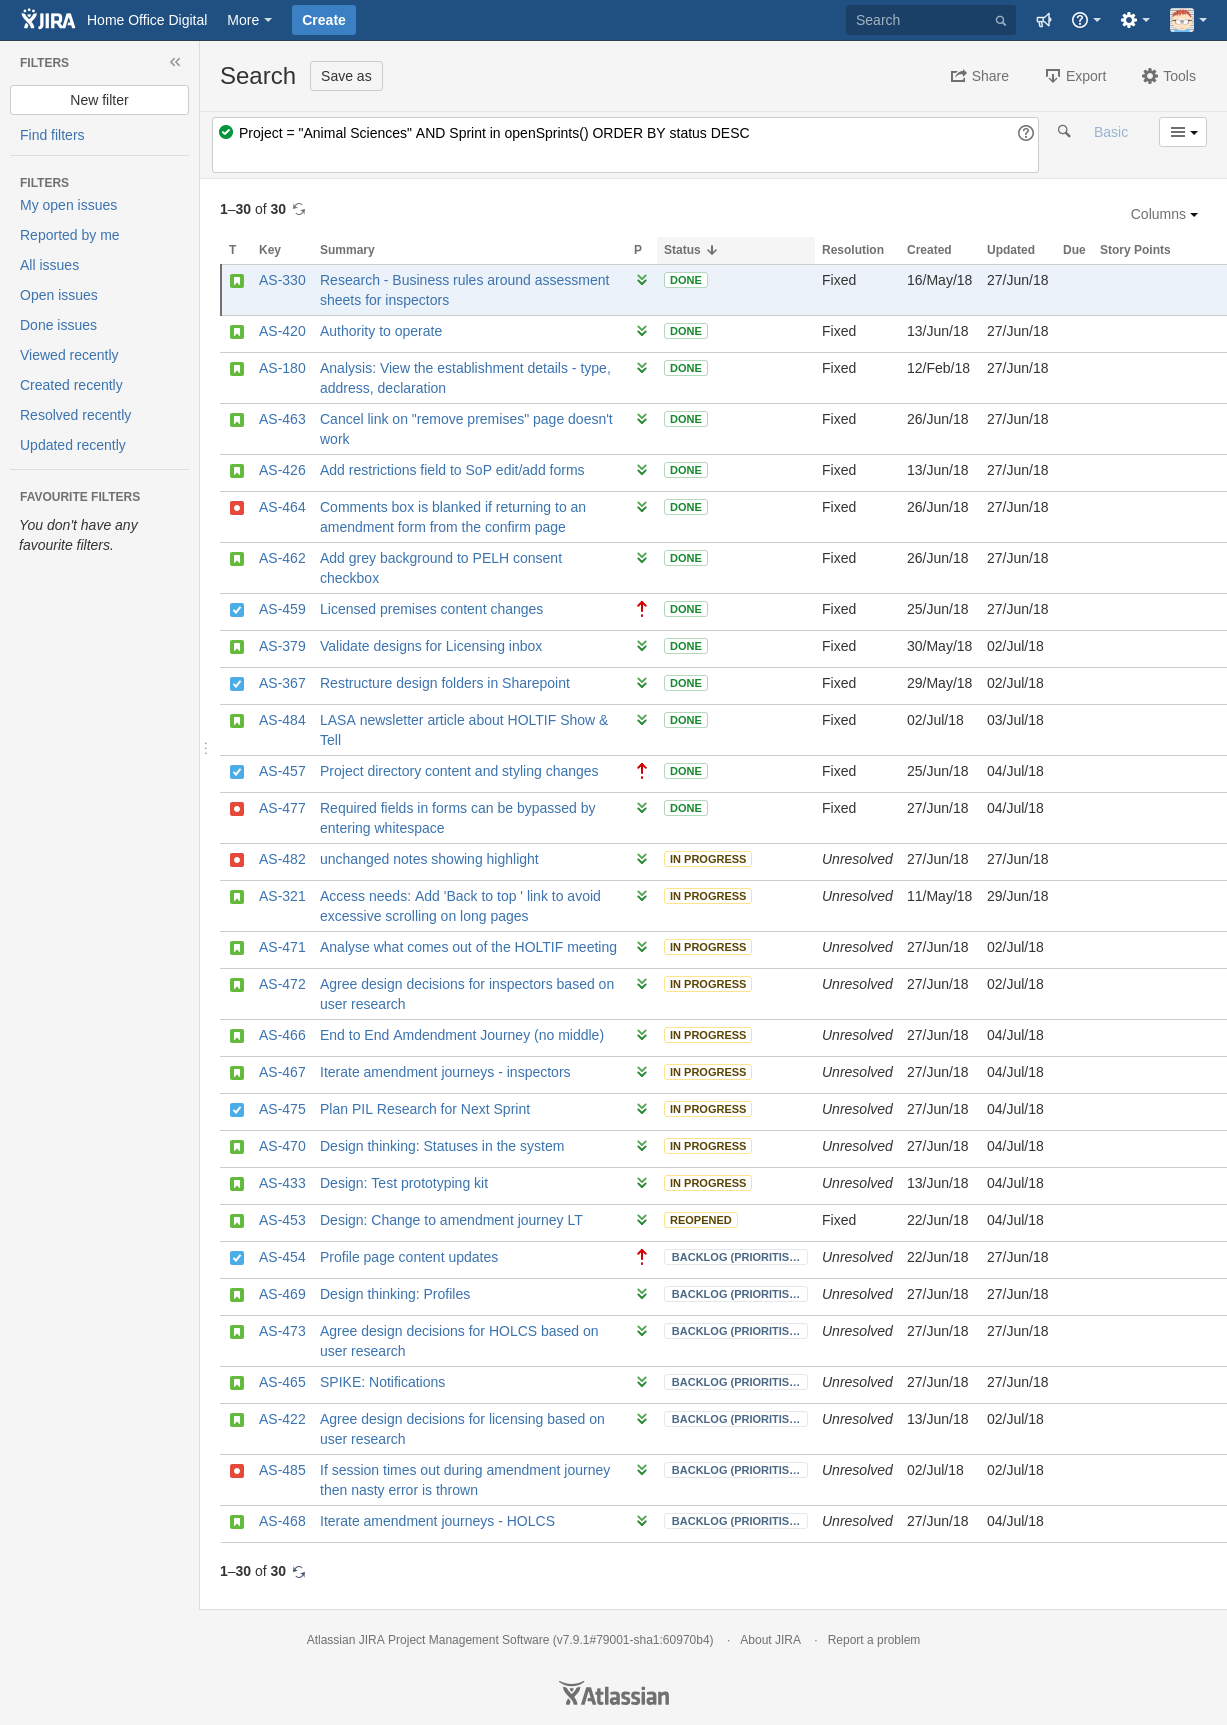 JIRA Home Office Digital More Create Search
FILTERS
New filter
Find filters
FILTERS
My open issues
Reported by me
All issues
Open issues
Done issues
Viewed recently
Created recently
Resolved recently
Updated recently
FAVOURITE FILTERS
You don't have any
favourite filters.
Search Save as Share Export Tools
Project = "Animal Sciences" AND Sprint in openSprints() ORDER BY status DESC
Basic
1–30 of 30
Columns
T Key Summary P Status Resolution Created Updated Due Story Points
AS-330 Research - Business rules around assessment DONE Fixed 16/May/18 27/Jun/18
sheets for inspectors
AS-420 Authority to operate DONE Fixed 13/Jun/18 27/Jun/18
AS-180 Analysis: View the establishment details - type, DONE Fixed 12/Feb/18 27/Jun/18
address, declaration
AS-463 Cancel link on "remove premises" page doesn't DONE Fixed 26/Jun/18 27/Jun/18
work
AS-426 Add restrictions field to SoP edit/add forms DONE Fixed 13/Jun/18 27/Jun/18
AS-464 Comments box is blanked if returning to an DONE Fixed 26/Jun/18 27/Jun/18
amendment form from the confirm page
AS-462 Add grey background to PELH consent DONE Fixed 26/Jun/18 27/Jun/18
checkbox
AS-459 Licensed premises content changes DONE Fixed 25/Jun/18 27/Jun/18
AS-379 Validate designs for Licensing inbox DONE Fixed 30/May/18 02/Jul/18
AS-367 Restructure design folders in Sharepoint DONE Fixed 29/May/18 02/Jul/18
AS-484 LASA newsletter article about HOLTIF Show & DONE Fixed 02/Jul/18 03/Jul/18
Tell
AS-457 Project directory content and styling changes DONE Fixed 25/Jun/18 04/Jul/18
AS-477 Required fields in forms can be bypassed by DONE Fixed 27/Jun/18 04/Jul/18
entering whitespace
AS-482 unchanged notes showing highlight IN PROGRESS Unresolved 27/Jun/18 27/Jun/18
AS-321 Access needs: Add 'Back to top ' link to avoid IN PROGRESS Unresolved 11/May/18 29/Jun/18
excessive scrolling on long pages
AS-471 Analyse what comes out of the HOLTIF meeting IN PROGRESS Unresolved 27/Jun/18 02/Jul/18
AS-472 Agree design decisions for inspectors based on IN PROGRESS Unresolved 27/Jun/18 02/Jul/18
user research
AS-466 End to End Amdendment Journey (no middle) IN PROGRESS Unresolved 27/Jun/18 04/Jul/18
AS-467 Iterate amendment journeys - inspectors IN PROGRESS Unresolved 27/Jun/18 04/Jul/18
AS-475 Plan PIL Research for Next Sprint IN PROGRESS Unresolved 27/Jun/18 04/Jul/18
AS-470 Design thinking: Statuses in the system IN PROGRESS Unresolved 27/Jun/18 04/Jul/18
AS-433 Design: Test prototyping kit IN PROGRESS Unresolved 13/Jun/18 04/Jul/18
AS-453 Design: Change to amendment journey LT REOPENED Fixed 22/Jun/18 04/Jul/18
AS-454 Profile page content updates BACKLOG (PRIORITIS… Unresolved 22/Jun/18 27/Jun/18
AS-469 Design thinking: Profiles BACKLOG (PRIORITIS… Unresolved 27/Jun/18 27/Jun/18
AS-473 Agree design decisions for HOLCS based on BACKLOG (PRIORITIS… Unresolved 27/Jun/18 27/Jun/18
user research
AS-465 SPIKE: Notifications BACKLOG (PRIORITIS… Unresolved 27/Jun/18 27/Jun/18
AS-422 Agree design decisions for licensing based on BACKLOG (PRIORITIS… Unresolved 13/Jun/18 02/Jul/18
user research
AS-485 If session times out during amendment journey BACKLOG (PRIORITIS… Unresolved 02/Jul/18 02/Jul/18
then nasty error is thrown
AS-468 Iterate amendment journeys - HOLCS BACKLOG (PRIORITIS… Unresolved 27/Jun/18 04/Jul/18
1–30 of 30
Atlassian JIRA Project Management Software (v7.9.1#79001-sha1:60970b4) · About JIRA · Report a problem
Atlassian